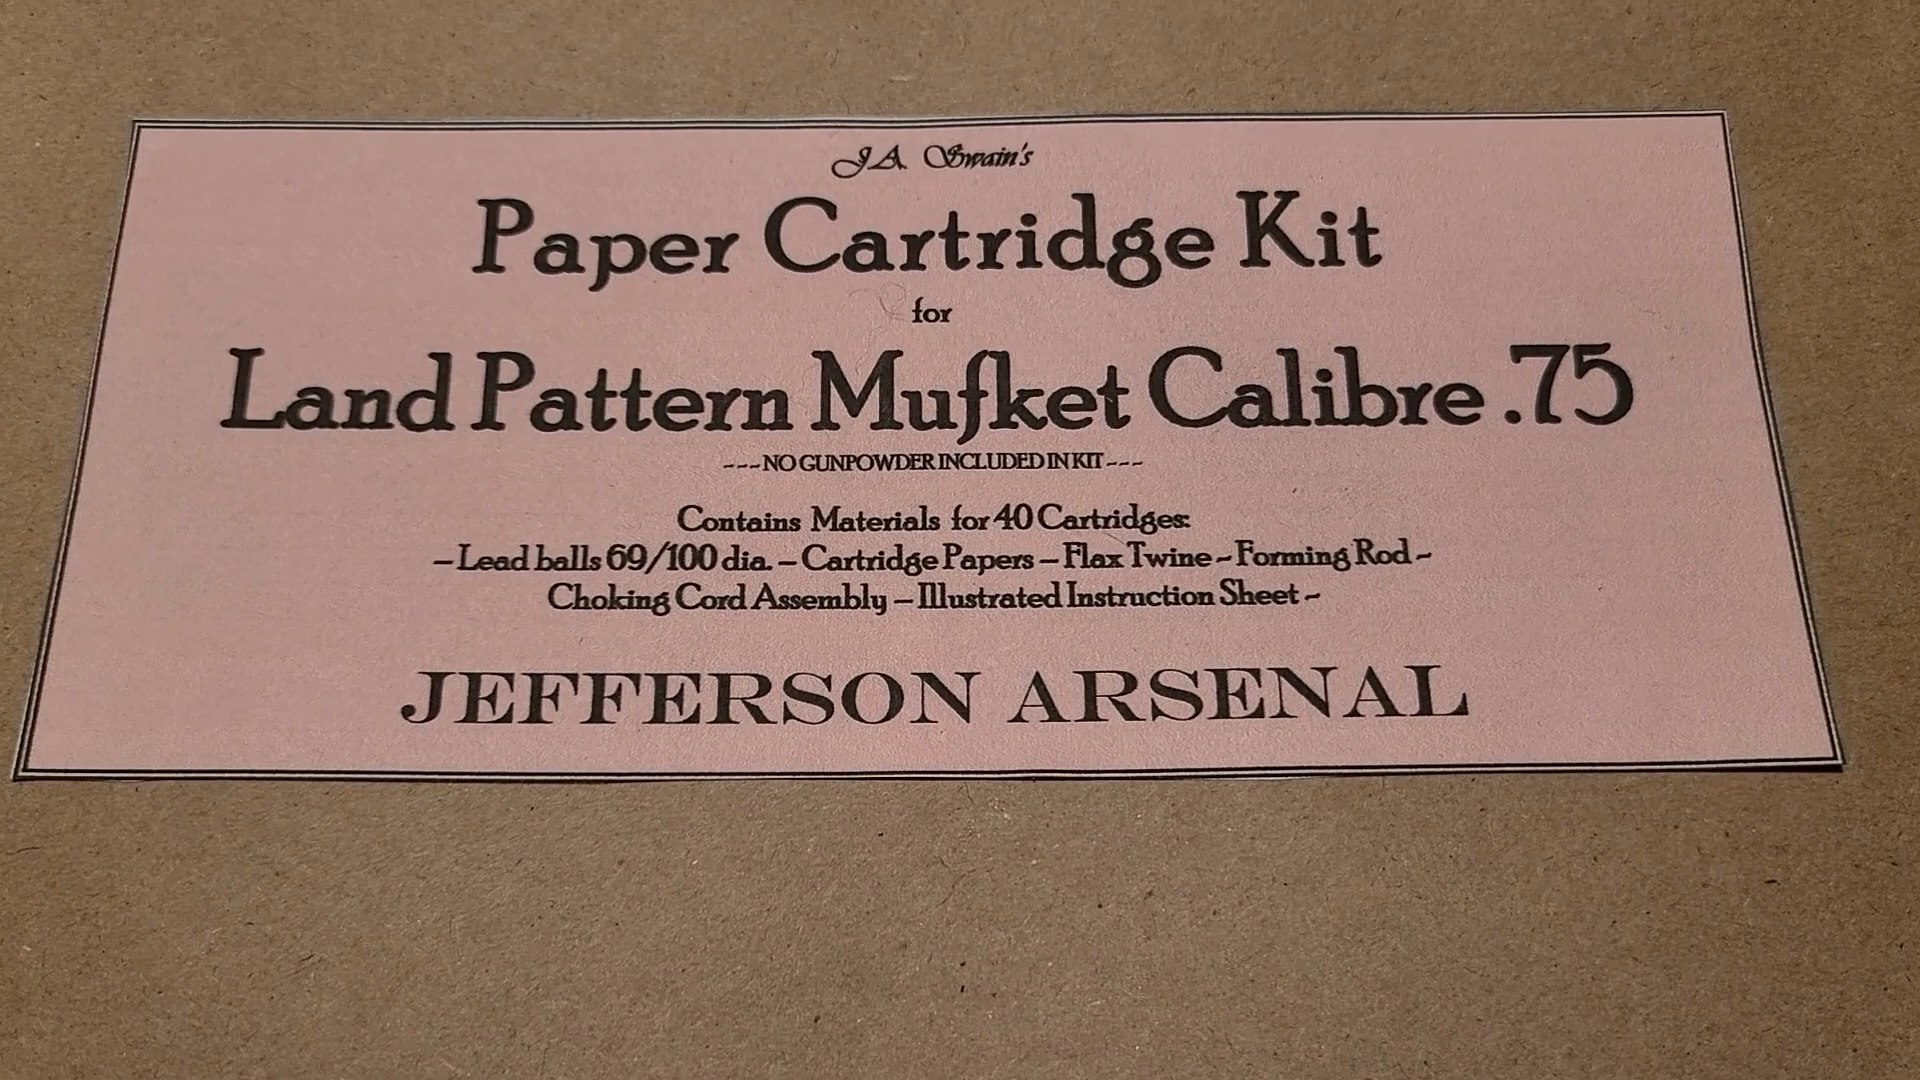 JA Swain's
Paper Cartridge Kit
for
Land Pattern Muſket Calibre .75
~~~NO GUNPOWDER INCLUDED IN KIT~~~
Contains Materials for 40 Cartridges:
~Lead balls 69/100 dia. ~ Cartridge Papers ~ Flax Twine ~ Forming Rod ~
Choking Cord Assembly ~ Illustrated Instruction Sheet ~
JEFFERSON ARSENAL